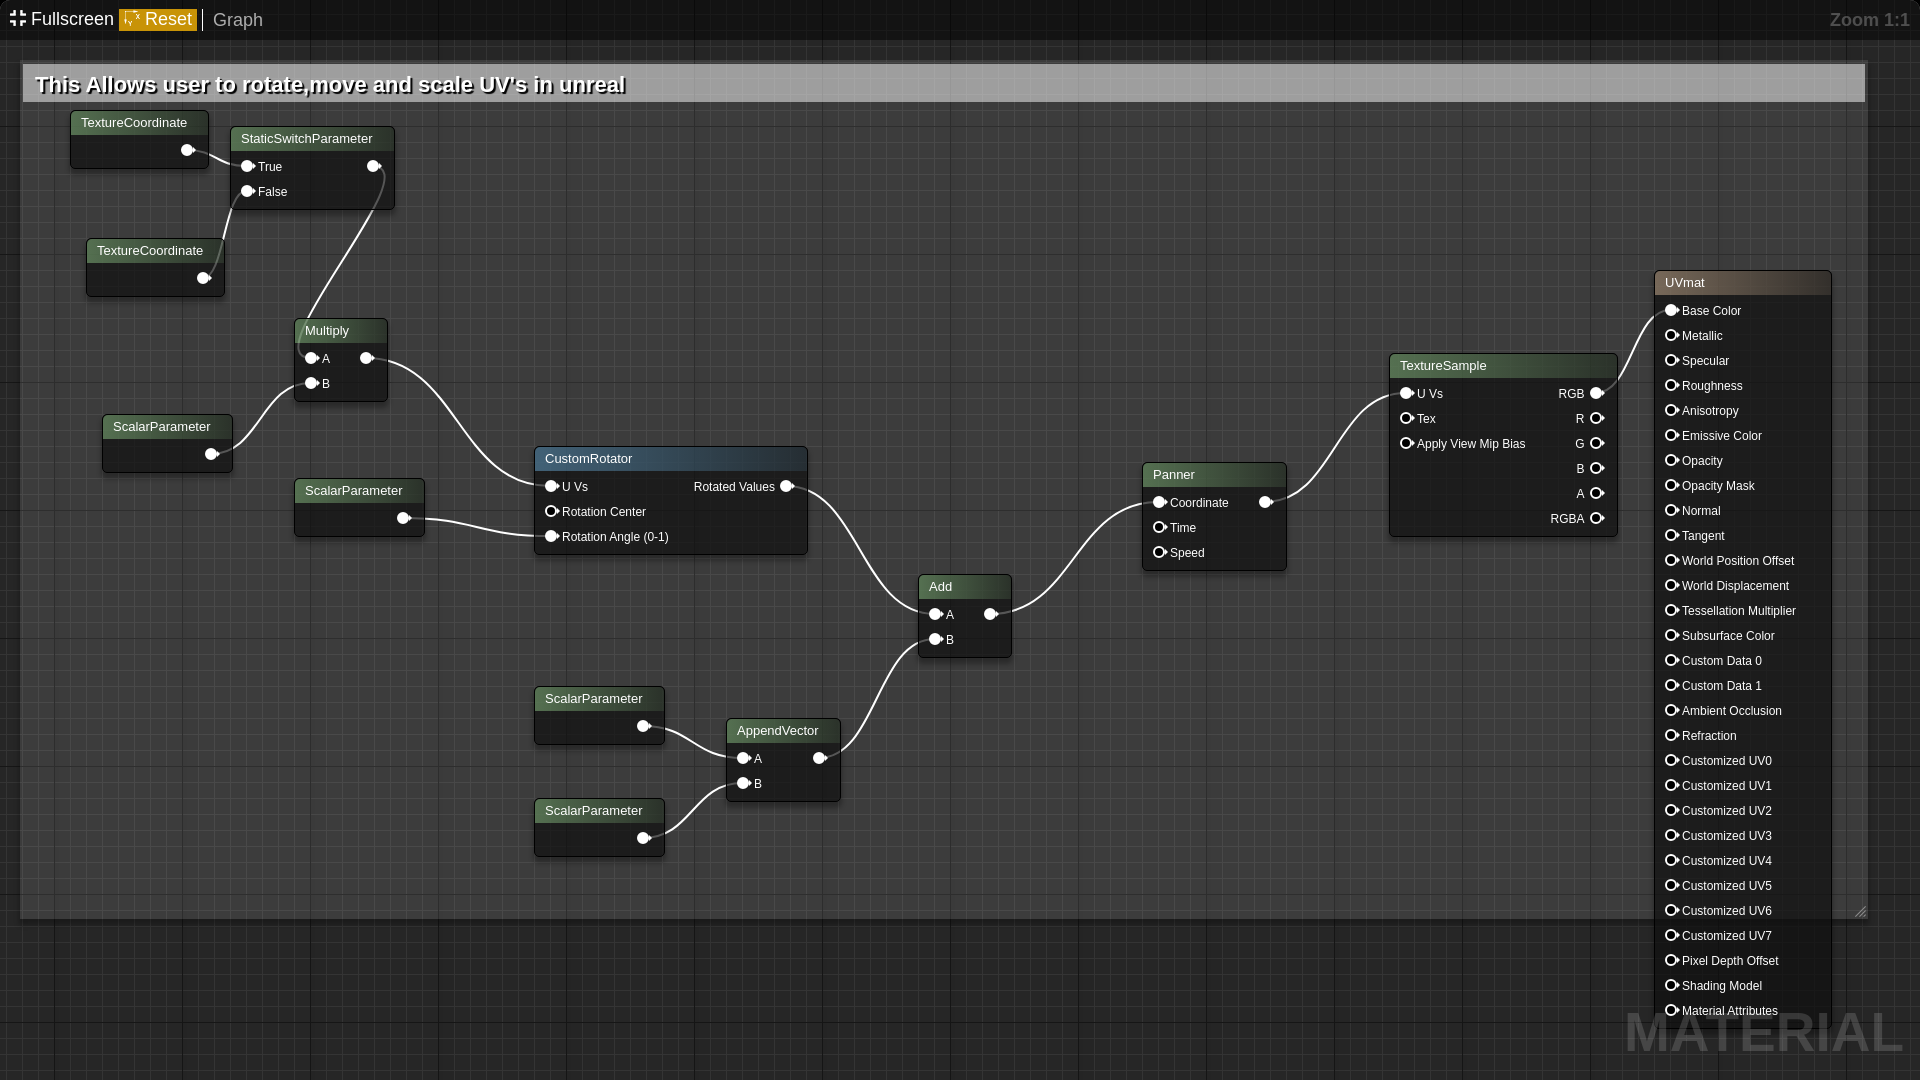 Fullscreen Reset Graph Zoom 1:1
This Allows user to rotate,move and scale UV's in unreal
TextureCoordinate
StaticSwitchParameter
True
False
TextureCoordinate
Multiply
A
B
ScalarParameter
ScalarParameter
CustomRotator
U Vs Rotated Values
Rotation Center
Rotation Angle (0-1)
Add
A
B
ScalarParameter
AppendVector
A
B
ScalarParameter
Panner
Coordinate
Time
Speed
TextureSample
U Vs RGB
Tex R
Apply View Mip Bias G
B
A
RGBA
UVmat
Base Color
Metallic
Specular
Roughness
Anisotropy
Emissive Color
Opacity
Opacity Mask
Normal
Tangent
World Position Offset
World Displacement
Tessellation Multiplier
Subsurface Color
Custom Data 0
Custom Data 1
Ambient Occlusion
Refraction
Customized UV0
Customized UV1
Customized UV2
Customized UV3
Customized UV4
Customized UV5
Customized UV6
Customized UV7
Pixel Depth Offset
Shading Model
Material Attributes
MATERIAL